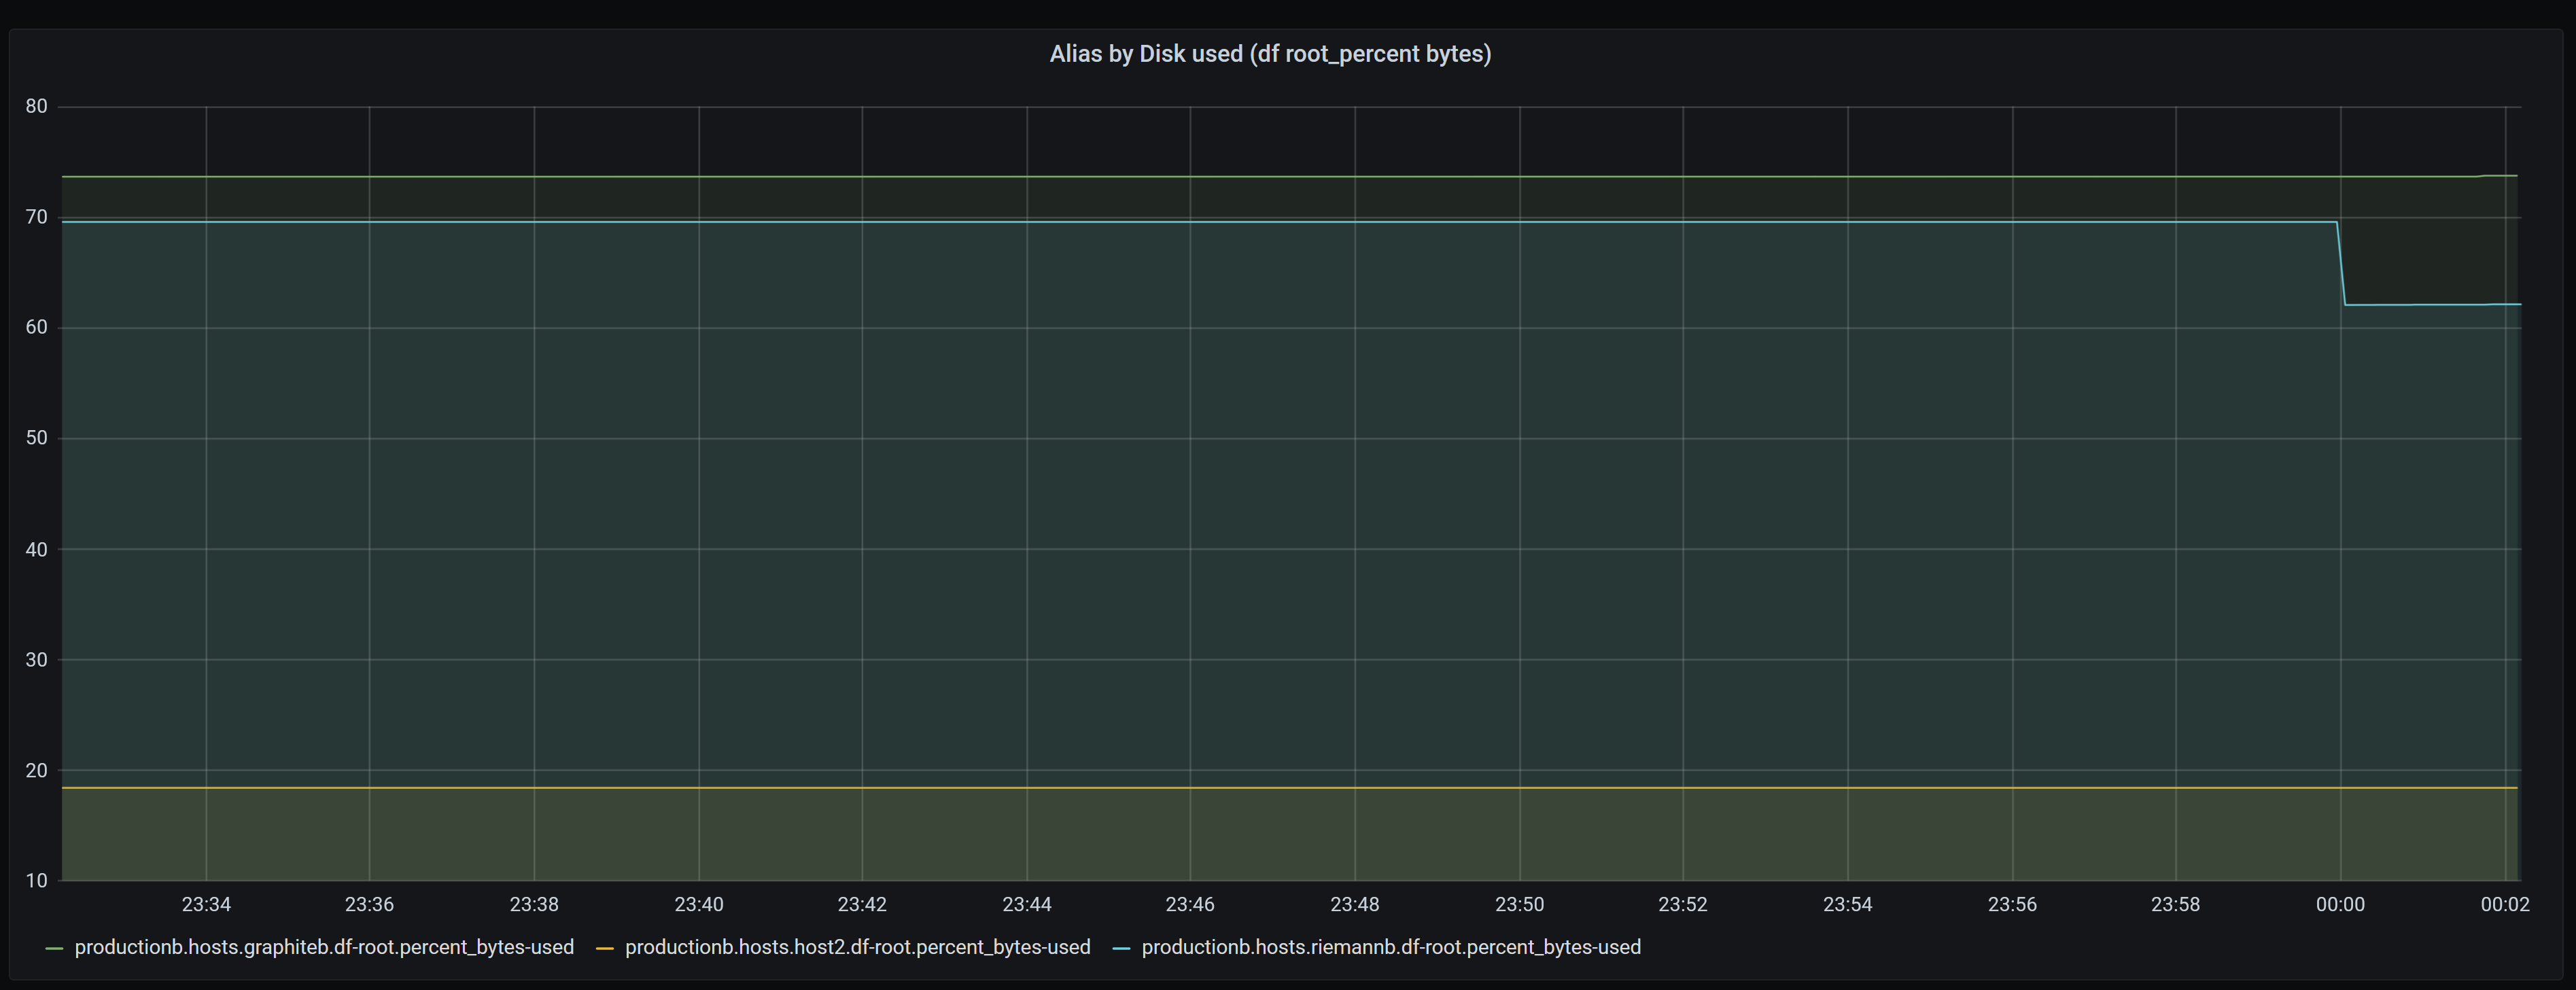 Alias by Disk used (df root_percent bytes)
80
70
60
50
40
30
20
10
23:34 23:36 23:38 23:40 23:42 23:44 23:46 23:48 23:50 23:52 23:54 23:56 23:58 00:00 00:02
productionb.hosts.graphiteb.df-root.percent_bytes-used productionb.hosts.host2.df-root.percent_bytes-used productionb.hosts.riemannb.df-root.percent_bytes-used